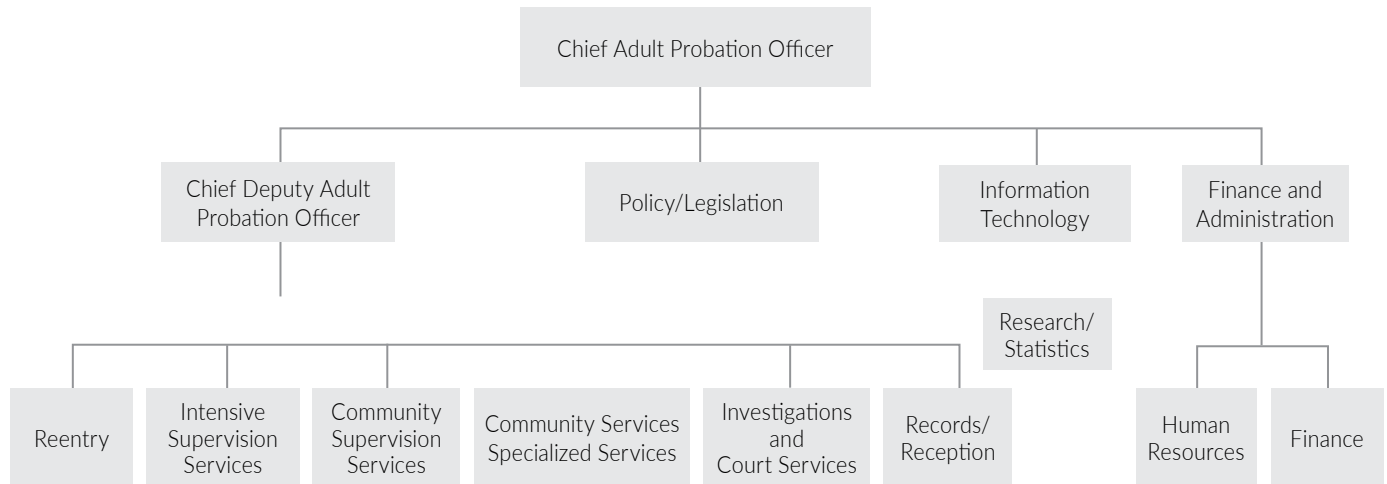 Chief Adult Probation Officer
Chief Deputy Adult
Probation Officer
Policy/Legislation
Information
Technology
Finance and
Administration
Research/
Statistics
Reentry
Intensive
Supervision
Services
Community
Supervision
Services
Community Services
Specialized Services
Investigations
and
Court Services
Records/
Reception
Human
Resources
Finance